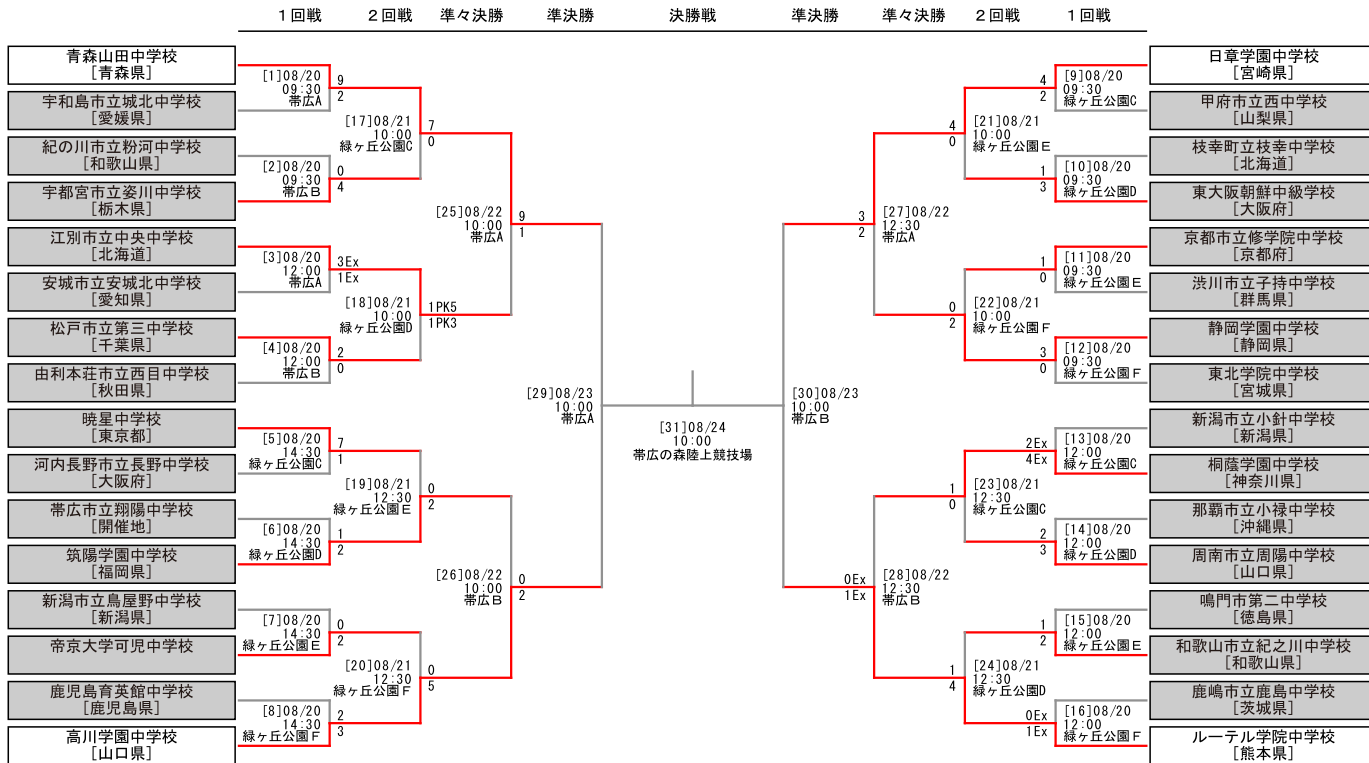 1回戦 2回戦 準々決勝 準決勝 決勝戦 準決勝 準々決勝 2回戦 1回戦
青森山田中学校
[青森県]
宇和島市立城北中学校
[愛媛県]
紀の川市立粉河中学校
[和歌山県]
宇都宮市立姿川中学校
[栃木県]
江別市立中央中学校
[北海道]
安城市立安城北中学校
[愛知県]
松戸市立第三中学校
[千葉県]
由利本荘市立西目中学校
[秋田県]
暁星中学校
[東京都]
河内長野市立長野中学校
[大阪府]
帯広市立翔陽中学校
[開催地]
筑陽学園中学校
[福岡県]
新潟市立鳥屋野中学校
[新潟県]
帝京大学可児中学校
鹿児島育英館中学校
[鹿児島県]
高川学園中学校
[山口県]
[1]08/20
09:30
帯広A
9
2
[2]08/20
09:30
帯広B
0
4
[3]08/20
12:00
帯広A
3Ex
1Ex
[4]08/20
12:00
帯広B
2
0
[5]08/20
14:30
緑ヶ丘公園C
7
1
[6]08/20
14:30
緑ヶ丘公園D
1
2
[7]08/20
14:30
緑ヶ丘公園E
0
2
[8]08/20
14:30
緑ヶ丘公園F
2
3
[17]08/21
10:00
緑ヶ丘公園C
7
0
[18]08/21
10:00
緑ヶ丘公園D
1PK5
1PK3
[19]08/21
12:30
緑ヶ丘公園E
0
2
[20]08/21
12:30
緑ヶ丘公園F
0
5
[25]08/22
10:00
帯広A
9
1
[26]08/22
10:00
帯広B
0
2
[29]08/23
10:00
帯広A
[31]08/24
10:00
帯広の森陸上競技場
[30]08/23
10:00
帯広B
3
2
[27]08/22
12:30
帯広A
0Ex
1Ex
[28]08/22
12:30
帯広B
4
0
[21]08/21
10:00
緑ヶ丘公園E
0
2
[22]08/21
10:00
緑ヶ丘公園F
1
0
[23]08/21
12:30
緑ヶ丘公園C
1
4
[24]08/21
12:30
緑ヶ丘公園D
4
2
[9]08/20
09:30
緑ヶ丘公園C
1
3
[10]08/20
09:30
緑ヶ丘公園D
1
0
[11]08/20
09:30
緑ヶ丘公園E
3
0
[12]08/20
09:30
緑ヶ丘公園F
2Ex
4Ex
[13]08/20
12:00
緑ヶ丘公園C
2
3
[14]08/20
12:00
緑ヶ丘公園D
1
2
[15]08/20
12:00
緑ヶ丘公園E
0Ex
1Ex
[16]08/20
12:00
緑ヶ丘公園F
日章学園中学校
[宮崎県]
甲府市立西中学校
[山梨県]
枝幸町立枝幸中学校
[北海道]
東大阪朝鮮中級学校
[大阪府]
京都市立修学院中学校
[京都府]
渋川市立子持中学校
[群馬県]
静岡学園中学校
[静岡県]
東北学院中学校
[宮城県]
新潟市立小針中学校
[新潟県]
桐蔭学園中学校
[神奈川県]
那覇市立小禄中学校
[沖縄県]
周南市立周陽中学校
[山口県]
鳴門市第二中学校
[徳島県]
和歌山市立紀之川中学校
[和歌山県]
鹿嶋市立鹿島中学校
[茨城県]
ルーテル学院中学校
[熊本県]